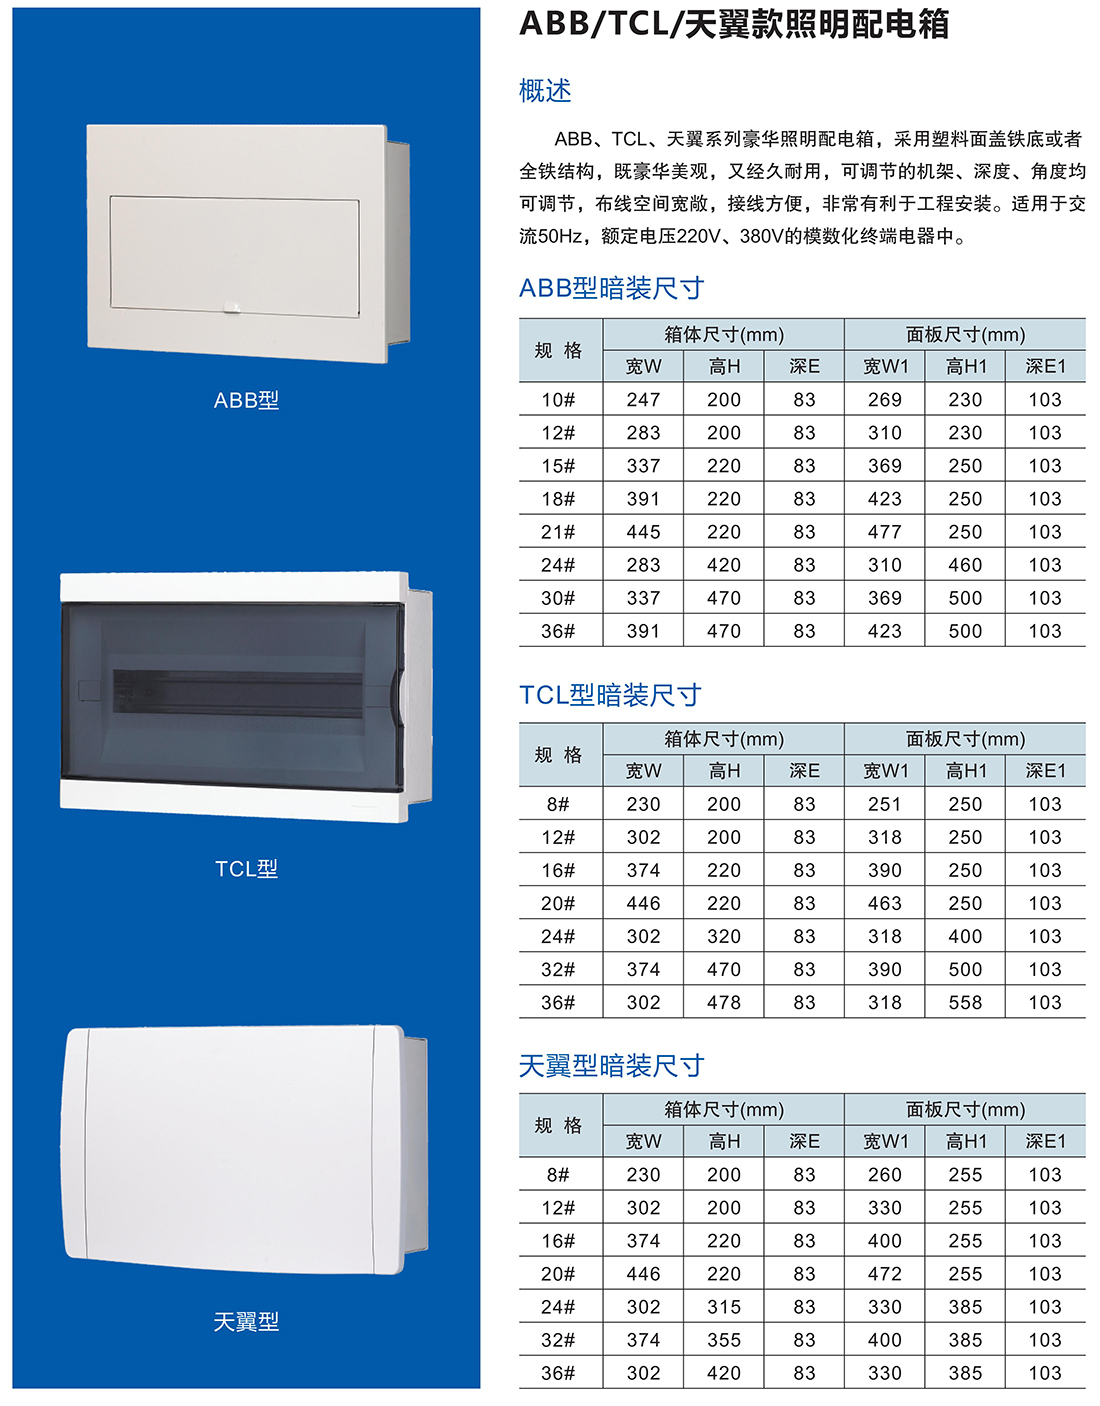 ABB/TCL/天翼款照明配电箱
概述
ABB、TCL、天翼系列豪华照明配电箱，采用塑料面盖铁底或者
全铁结构，既豪华美观，又经久耐用，可调节的机架、深度、角度均
可调节，布线空间宽敞，接线方便，非常有利于工程安装。适用于交
流50Hz，额定电压220V、380V的模数化终端电器中。
ABB型暗装尺寸
规 格 箱体尺寸(mm) 面板尺寸(mm)
宽W 高H 深E 宽W1 高H1 深E1
10# 247 200 83 269 230 103
12# 283 200 83 310 230 103
15# 337 220 83 369 250 103
18# 391 220 83 423 250 103
21# 445 220 83 477 250 103
24# 283 420 83 310 460 103
30# 337 470 83 369 500 103
36# 391 470 83 423 500 103
TCL型暗装尺寸
规 格 箱体尺寸(mm) 面板尺寸(mm)
宽W 高H 深E 宽W1 高H1 深E1
8# 230 200 83 251 250 103
12# 302 200 83 318 250 103
16# 374 220 83 390 250 103
20# 446 220 83 463 250 103
24# 302 320 83 318 400 103
32# 374 470 83 390 500 103
36# 302 478 83 318 558 103
天翼型暗装尺寸
规 格 箱体尺寸(mm) 面板尺寸(mm)
宽W 高H 深E 宽W1 高H1 深E1
8# 230 200 83 260 255 103
12# 302 200 83 330 255 103
16# 374 220 83 400 255 103
20# 446 220 83 472 255 103
24# 302 315 83 330 385 103
32# 374 355 83 400 385 103
36# 302 420 83 330 385 103
ABB型
TCL型
天翼型